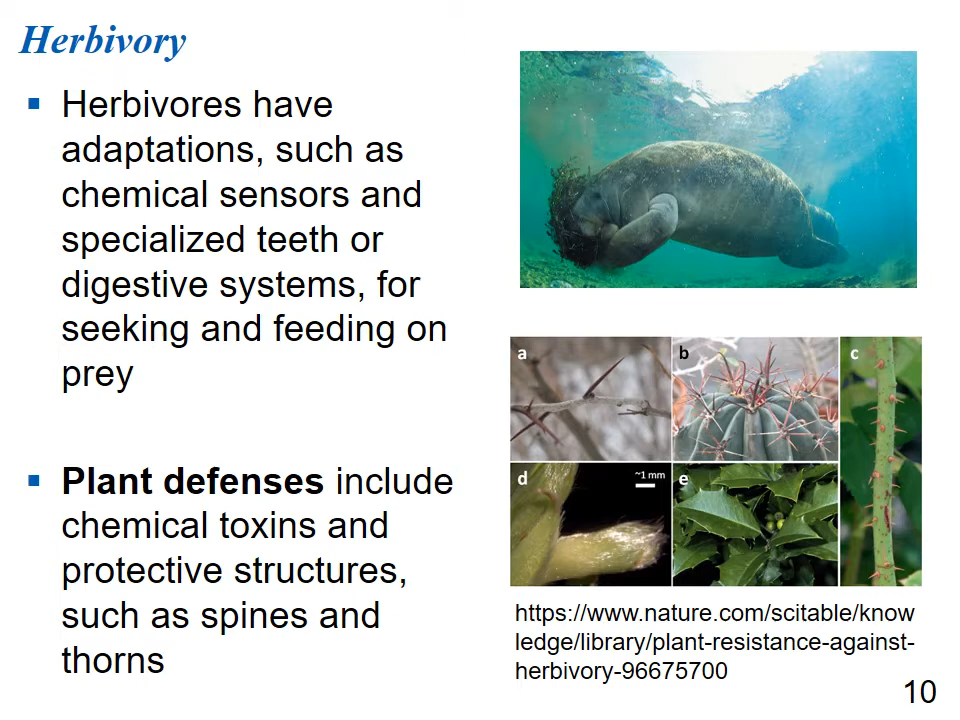 Herbivory
▪ Herbivores have
adaptations, such as
chemical sensors and
specialized teeth or
digestive systems, for
seeking and feeding on
prey
▪ Plant defenses include
chemical toxins and
protective structures,
such as spines and
thorns
a
b
c
d
~1 mm
e
https://www.nature.com/scitable/know
ledge/library/plant-resistance-against-
herbivory-96675700
10